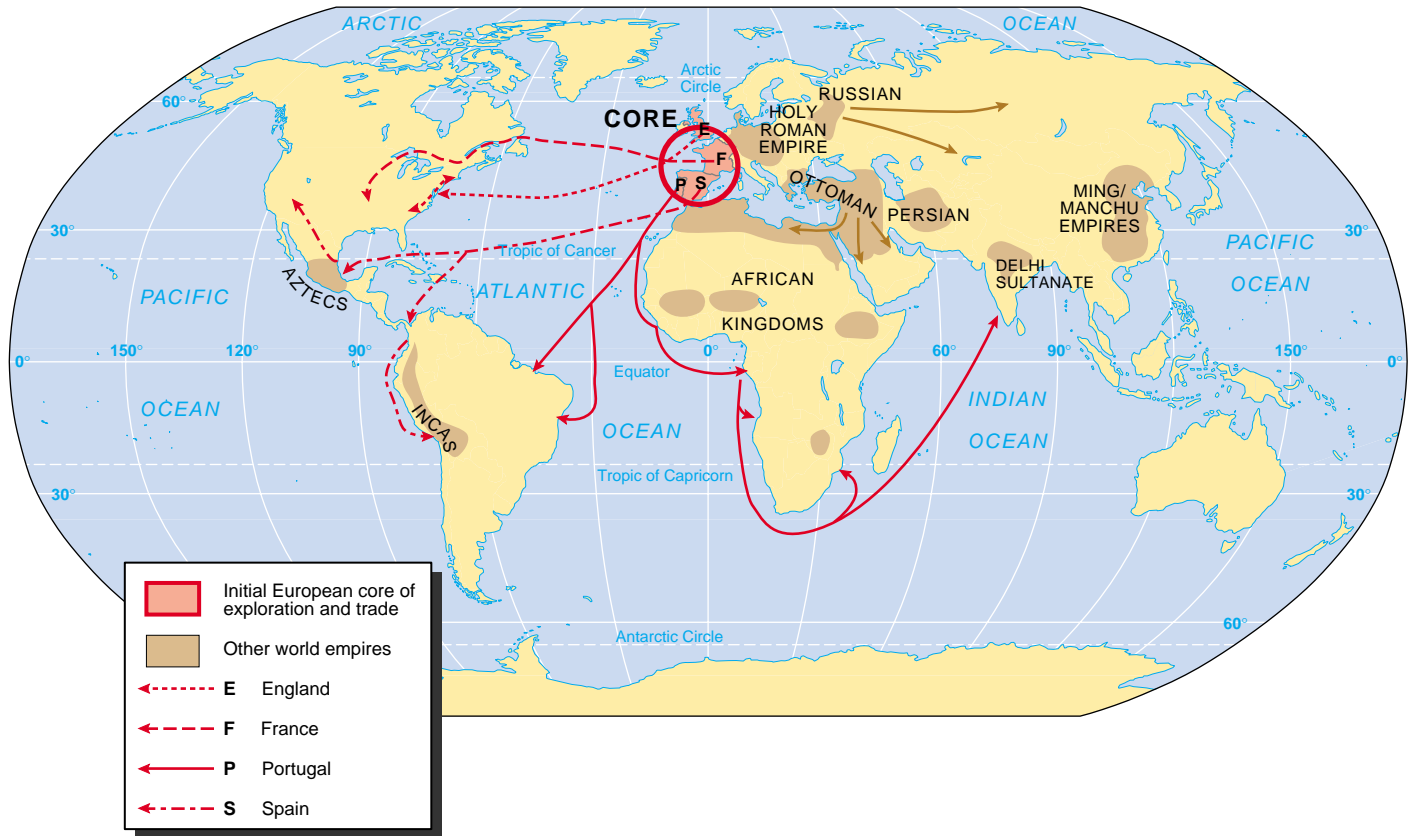 ARCTIC
OCEAN
Arctic
Circle
60°
RUSSIAN
HOLY
ROMAN
EMPIRE
CORE
E
F
P
S
OTTOMAN
PERSIAN
MING/
MANCHU
EMPIRES
30°
30°
Tropic of Cancer
PACIFIC
OCEAN
DELHI
SULTANATE
AZTECS
PACIFIC
ATLANTIC
AFRICAN
KINGDOMS
150°
120°
90°
0°
60°
90°
150°
0°
0°
Equator
OCEAN
INCAS
OCEAN
INDIAN
OCEAN
Tropic of Capricorn
30°
30°
60°
Antarctic Circle
Initial European core of
exploration and trade
Other world empires
E England
F France
P Portugal
S Spain